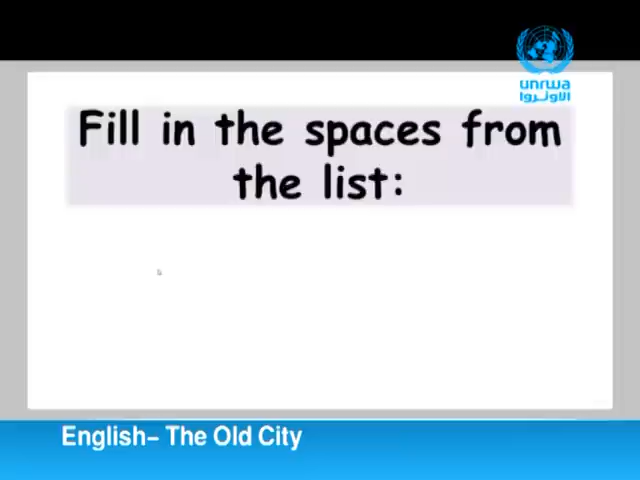 unrwa
الأونروا
Fill in the spaces from
the list:
English– The Old City